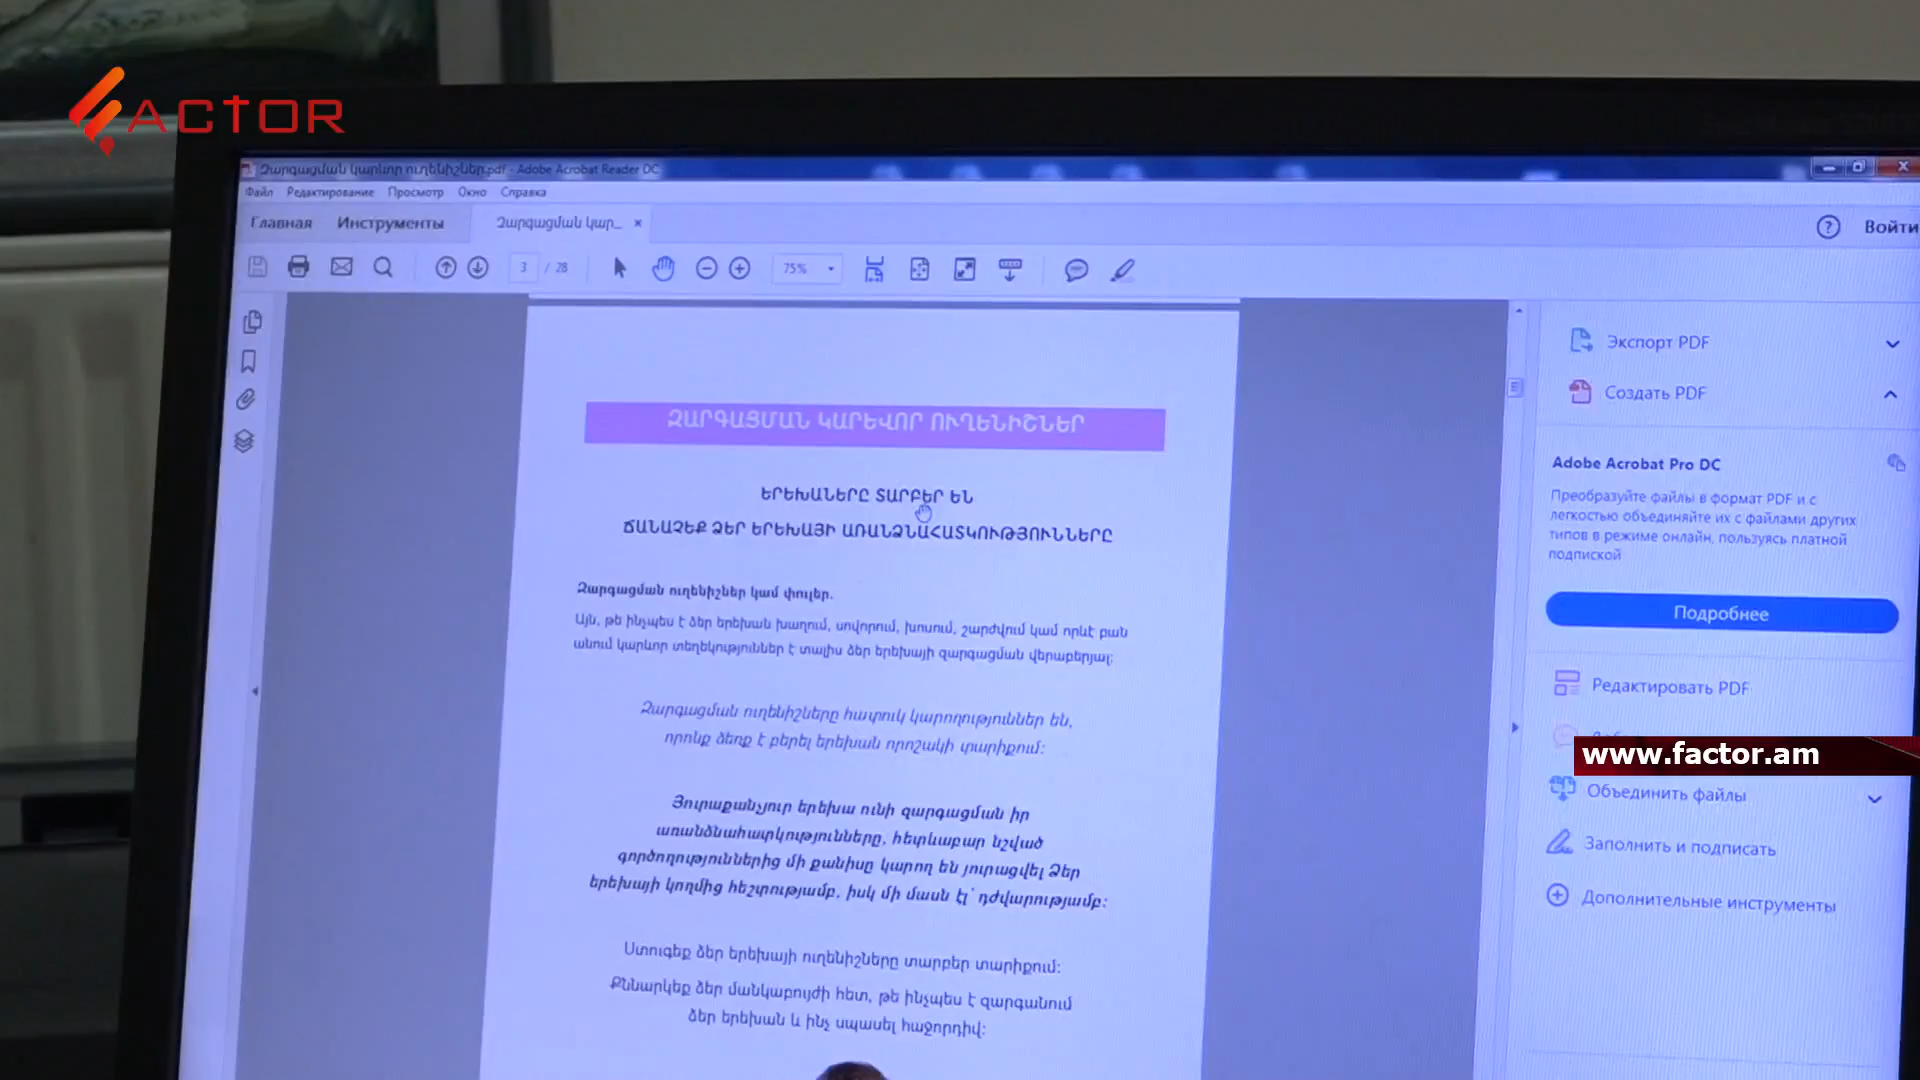 ACTOR
Զարգացման կարևոր ուղենիշներ.pdf - Adobe Acrobat Reader DC
Файл Редактирование Просмотр Окно Справка
Главная Инструменты Զարգացման կար... ×
? Войти
3 / 28 75%
Экспорт PDF
Создать PDF
Adobe Acrobat Pro DC
Преобразуйте файлы в формат PDF и с
легкостью объединяйте их с файлами других
типов в режиме онлайн, пользуясь платной
подпиской
Подробнее
Редактировать PDF
www.factor.am
Объединить файлы
Заполнить и подписать
Дополнительные инструменты
ԶԱՐԳԱՑՄԱՆ ԿԱՐԵՎՈՐ ՈՒՂԵՆԻՇՆԵՐ
ԵՐԵԽԱՆԵՐԸ ՏԱՐԲԵՐ ԵՆ
ՃԱՆԱՉԵՔ ՁԵՐ ԵՐԵԽԱՅԻ ԱՌԱՆՁՆԱՀԱՏԿՈՒԹՅՈՒՆՆԵՐԸ
Զարգացման ուղենիշներ կամ փուլեր.
Այն, թե ինչպես է ձեր երեխան խաղում, սովորում, խոսում, շարժվում կամ որևէ բան
անում կարևոր տեղեկություններ է տալիս ձեր երեխայի զարգացման վերաբերյալ:
Զարգացման ուղենիշները հատուկ կարողություններ են,
որոնք ձեռք է բերել երեխան որոշակի տարիքում:
Յուրաքանչյուր երեխա ունի զարգացման իր
առանձնահատկությունները, հետևաբար նշված
գործողություններից մի քանիսը կարող են յուրացվել Ձեր
երեխայի կողմից հեշտությամբ, իսկ մի մասն էլ՝ դժվարությամբ:
Ստուգեք ձեր երեխայի ուղենիշները տարբեր տարիքում:
Քննարկեք ձեր մանկաբույժի հետ, թե ինչպես է զարգանում
ձեր երեխան և ինչ սպասել հաջորդիվ: